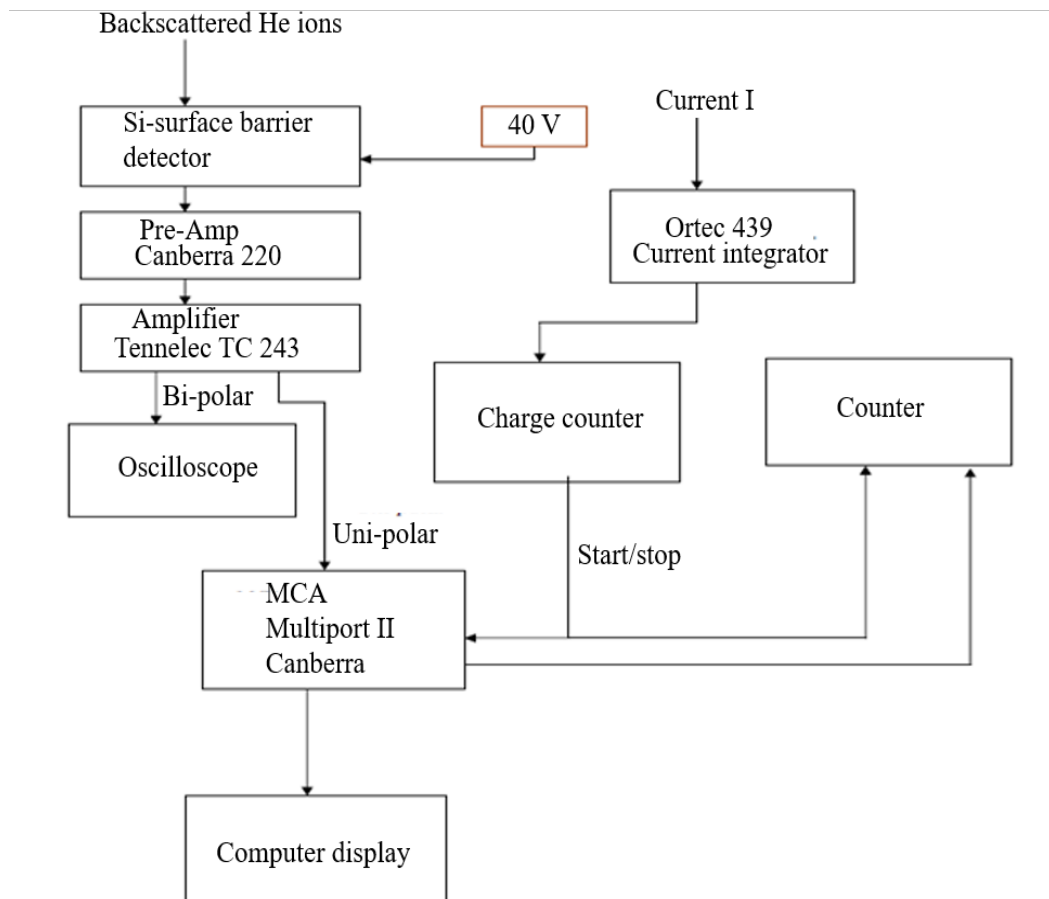 Backscattered He ions
Si-surface barrier
detector
40 V
Current I
Pre-Amp
Canberra 220
Ortec 439
Current integrator
Amplifier
Tennelec TC 243
Bi-polar
Oscilloscope
Charge counter
Counter
Uni-polar
Start/stop
MCA
Multiport II
Canberra
Computer display